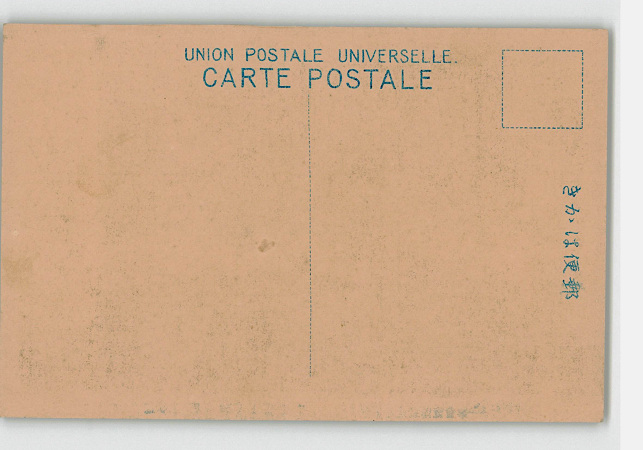 UNION POSTALE UNIVERSELLE.
CARTE POSTALE
郵便はかき